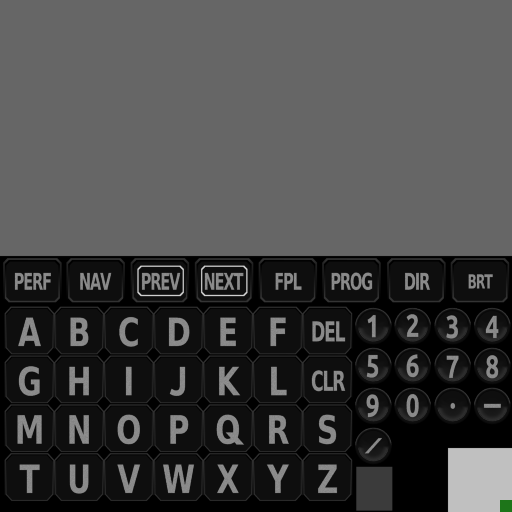 PERF NAV PREV NEXT FPL PROG DIR BRT
A B C D E F DEL 1 2 3 4
G H I J K L CLR 5 6 7 8
M N O P Q R S 9 0 . -
T U V W X Y Z /